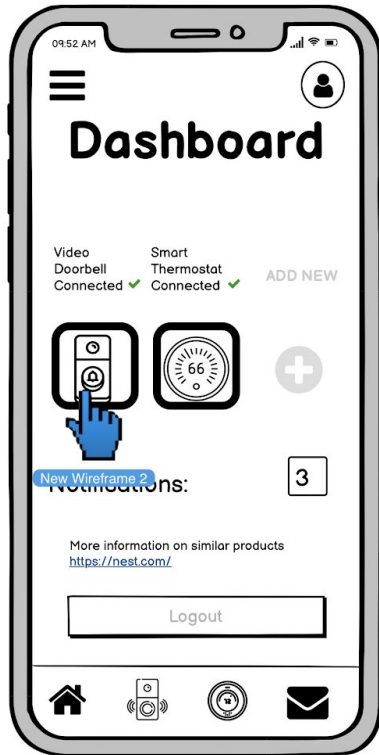 09:52 AM
Dashboard
Video
Doorbell
Connected
Smart
Thermostat
Connected
ADD NEW
66
New Wireframe 2
Notifications:
3
More information on similar products
https://nest.com/
Logout